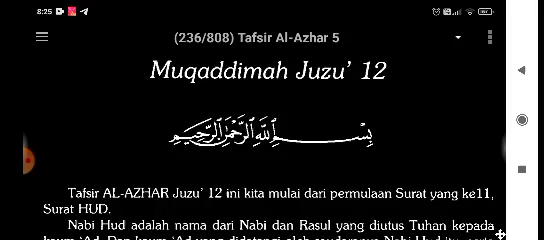 8:25
(236/808) Tafsir Al-Azhar 5
Muqaddimah Juzu' 12
بِسْمِ اللَّهِ الرَّحْمَٰنِ الرَّحِيمِ
Tafsir AL-AZHAR Juzu' 12 ini kita mulai dari permulaan Surat yang ke11,
Surat HUD.
Nabi Hud adalah nama dari Nabi dan Rasul yang diutus Tuhan kepada